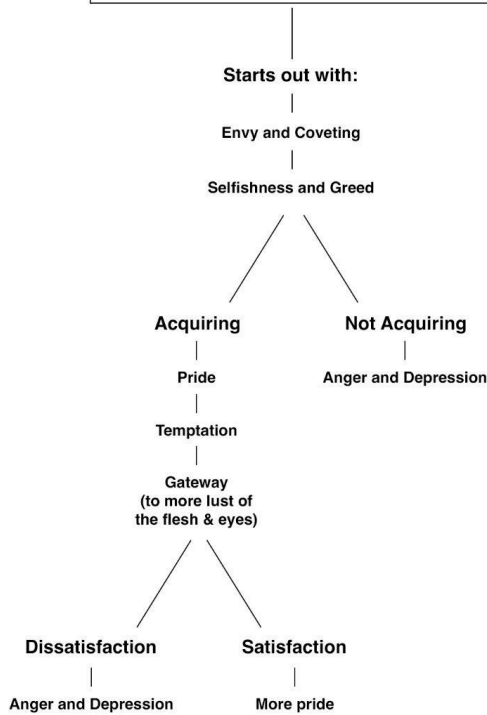 Starts out with:
Envy and Coveting
Selfishness and Greed
Acquiring
Not Acquiring
Pride
Anger and Depression
Temptation
Gateway
(to more lust of
the flesh & eyes)
Dissatisfaction
Satisfaction
Anger and Depression
More pride